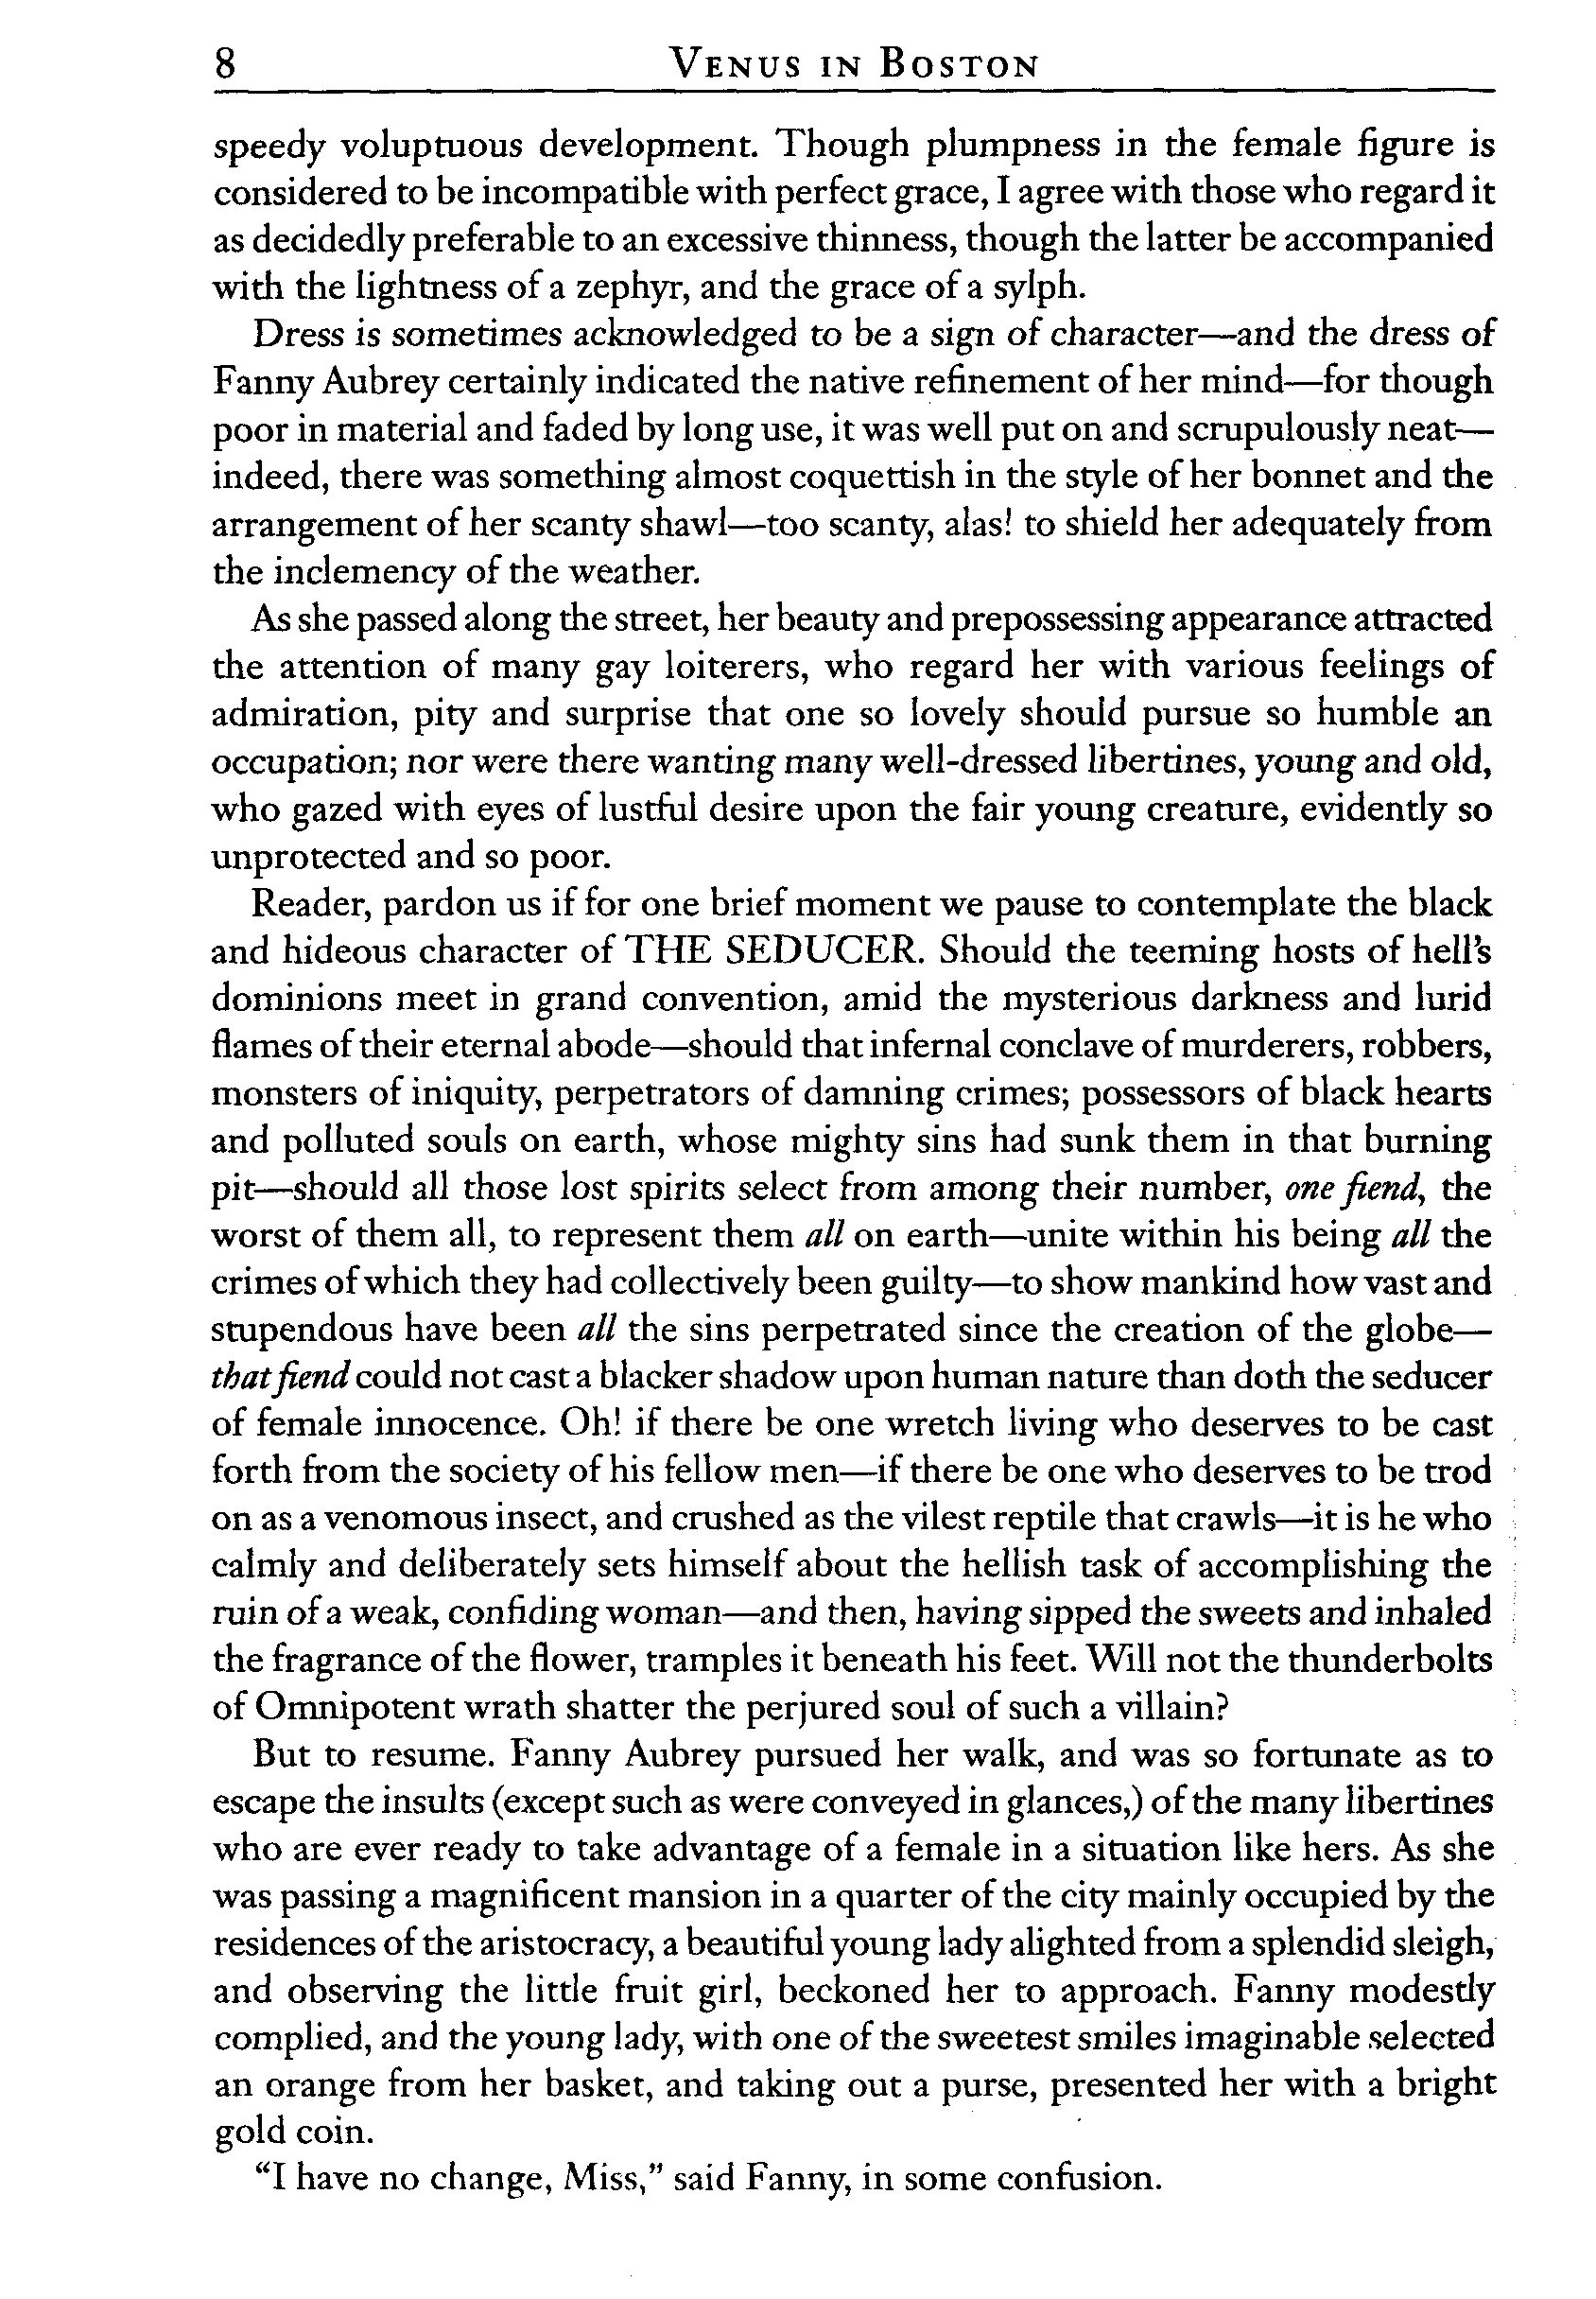 8 VENUS IN BOSTON
speedy voluptuous development. Though plumpness in the female figure is
considered to be incompatible with perfect grace, I agree with those who regard it
as decidedly preferable to an excessive thinness, though the latter be accompanied
with the lightness of a zephyr, and the grace of a sylph.
Dress is sometimes acknowledged to be a sign of character—and the dress of
Fanny Aubrey certainly indicated the native refinement of her mind—for though
poor in material and faded by long use, it was well put on and scrupulously neat—
indeed, there was something almost coquettish in the style of her bonnet and the
arrangement of her scanty shawl—too scanty, alas! to shield her adequately from
the inclemency of the weather.
As she passed along the street, her beauty and prepossessing appearance attracted
the attention of many gay loiterers, who regard her with various feelings of
admiration, pity and surprise that one so lovely should pursue so humble an
occupation; nor were there wanting many well-dressed libertines, young and old,
who gazed with eyes of lustful desire upon the fair young creature, evidently so
unprotected and so poor.
Reader, pardon us if for one brief moment we pause to contemplate the black
and hideous character of THE SEDUCER. Should the teeming hosts of hell's
dominions meet in grand convention, amid the mysterious darkness and lurid
flames of their eternal abode—should that infernal conclave of murderers, robbers,
monsters of iniquity, perpetrators of damning crimes; possessors of black hearts
and polluted souls on earth, whose mighty sins had sunk them in that burning
pit—should all those lost spirits select from among their number, one fiend, the
worst of them all, to represent them all on earth—unite within his being all the
crimes of which they had collectively been guilty—to show mankind how vast and
stupendous have been all the sins perpetrated since the creation of the globe—
that fiend could not cast a blacker shadow upon human nature than doth the seducer
of female innocence. Oh! if there be one wretch living who deserves to be cast
forth from the society of his fellow men—if there be one who deserves to be trod
on as a venomous insect, and crushed as the vilest reptile that crawls—it is he who
calmly and deliberately sets himself about the hellish task of accomplishing the
ruin of a weak, confiding woman—and then, having sipped the sweets and inhaled
the fragrance of the flower, tramples it beneath his feet. Will not the thunderbolts
of Omnipotent wrath shatter the perjured soul of such a villain?
But to resume. Fanny Aubrey pursued her walk, and was so fortunate as to
escape the insults (except such as were conveyed in glances,) of the many libertines
who are ever ready to take advantage of a female in a situation like hers. As she
was passing a magnificent mansion in a quarter of the city mainly occupied by the
residences of the aristocracy, a beautiful young lady alighted from a splendid sleigh,
and observing the little fruit girl, beckoned her to approach. Fanny modestly
complied, and the young lady, with one of the sweetest smiles imaginable selected
an orange from her basket, and taking out a purse, presented her with a bright
gold coin.
"I have no change, Miss," said Fanny, in some confusion.